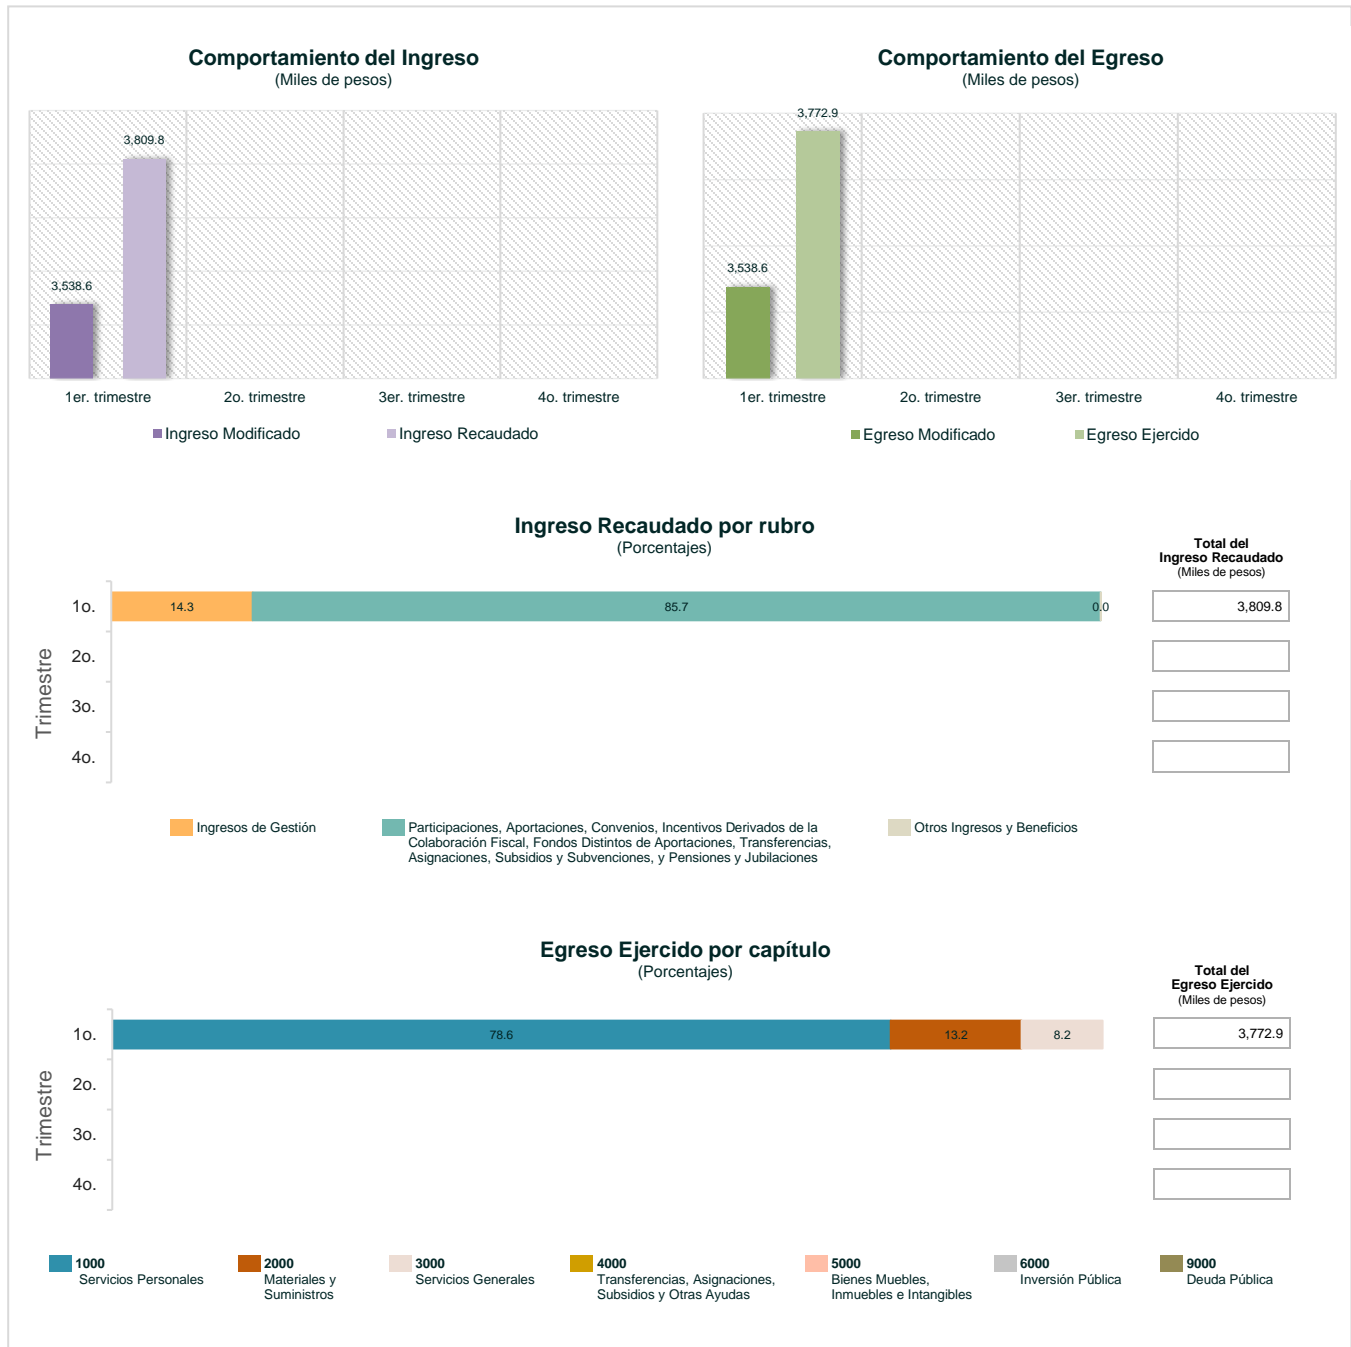 Comportamiento del Ingreso
(Miles de pesos)
3,809.8
3,538.6
1er. trimestre 2o. trimestre 3er. trimestre 4o. trimestre
Ingreso Modificado Ingreso Recaudado
Comportamiento del Egreso
(Miles de pesos)
3,772.9
3,538.6
1er. trimestre 2o. trimestre 3er. trimestre 4o. trimestre
Egreso Modificado Egreso Ejercido
Ingreso Recaudado por rubro
(Porcentajes)
Total del
Ingreso Recaudado
(Miles de pesos)
Trimestre
1o. 14.3 85.7 0.0 3,809.8
2o.
3o.
4o.
Ingresos de Gestión
Participaciones, Aportaciones, Convenios, Incentivos Derivados de la
Colaboración Fiscal, Fondos Distintos de Aportaciones, Transferencias,
Asignaciones, Subsidios y Subvenciones, y Pensiones y Jubilaciones
Otros Ingresos y Beneficios
Egreso Ejercido por capítulo
(Porcentajes)
Total del
Egreso Ejercido
(Miles de pesos)
Trimestre
1o. 78.6 13.2 8.2 3,772.9
2o.
3o.
4o.
1000
Servicios Personales
2000
Materiales y
Suministros
3000
Servicios Generales
4000
Transferencias, Asignaciones,
Subsidios y Otras Ayudas
5000
Bienes Muebles,
Inmuebles e Intangibles
6000
Inversión Pública
9000
Deuda Pública